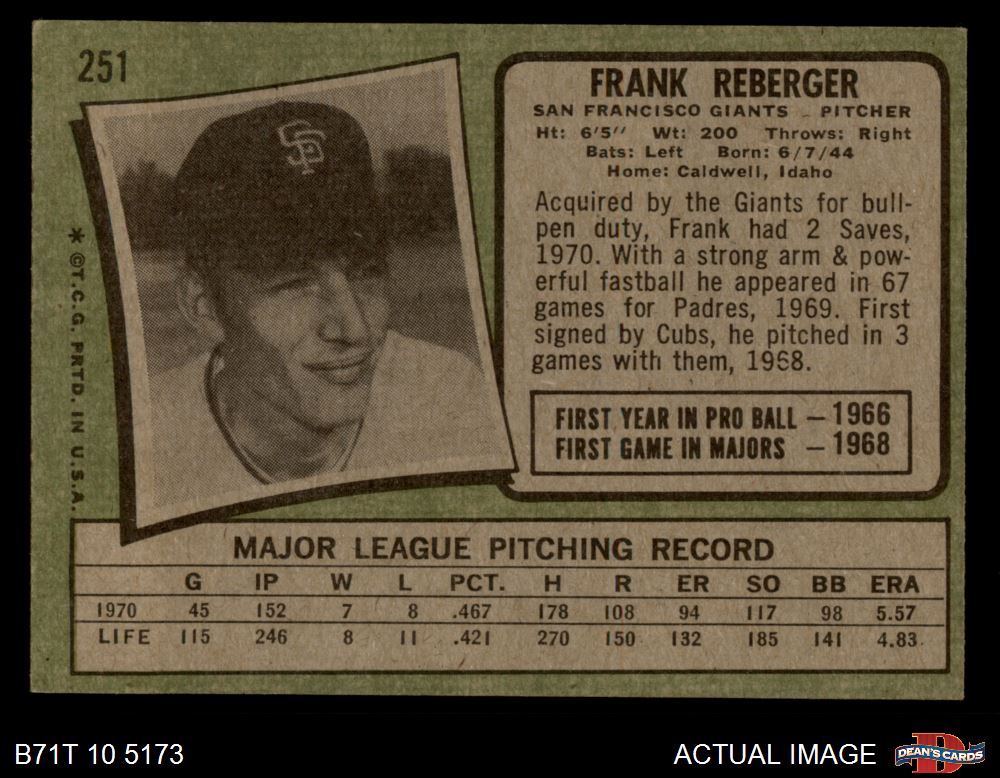 251
SF
* ©T.C.G. PRTD. IN U.S.A.
FRANK REBERGER
SAN FRANCISCO GIANTS - PITCHER
Ht: 6'5" Wt: 200 Throws: Right
Bats: Left Born: 6/7/44
Home: Caldwell, Idaho
Acquired by the Giants for bull-
pen duty, Frank had 2 Saves,
1970. With a strong arm & pow-
erful fastball he appeared in 67
games for Padres, 1969. First
signed by Cubs, he pitched in 3
games with them, 1968.
FIRST YEAR IN PRO BALL — 1966
FIRST GAME IN MAJORS — 1968
MAJOR LEAGUE PITCHING RECORD
G IP W L PCT. H R ER SO BB ERA
1970 45 152 7 8 .467 178 108 94 117 98 5.57
LIFE 115 246 8 11 .421 270 150 132 185 141 4.83
B71T 10 5173
ACTUAL IMAGE
D
DEAN'S CARDS